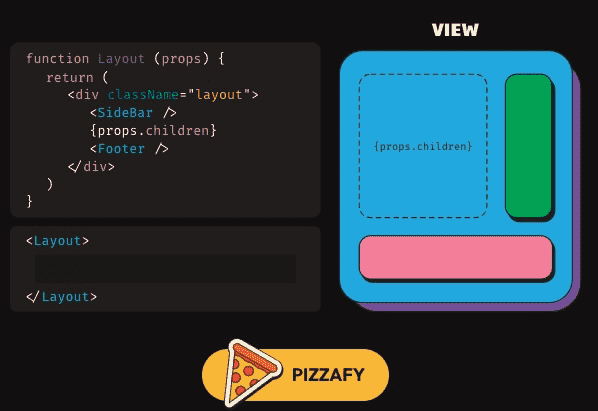 function Layout (props) {
return (
<div className="layout">
<SideBar />
{props.children}
<Footer />
</div>
)
}
<Layout>
</Layout>
VIEW
{props.children}
PIZZAFY